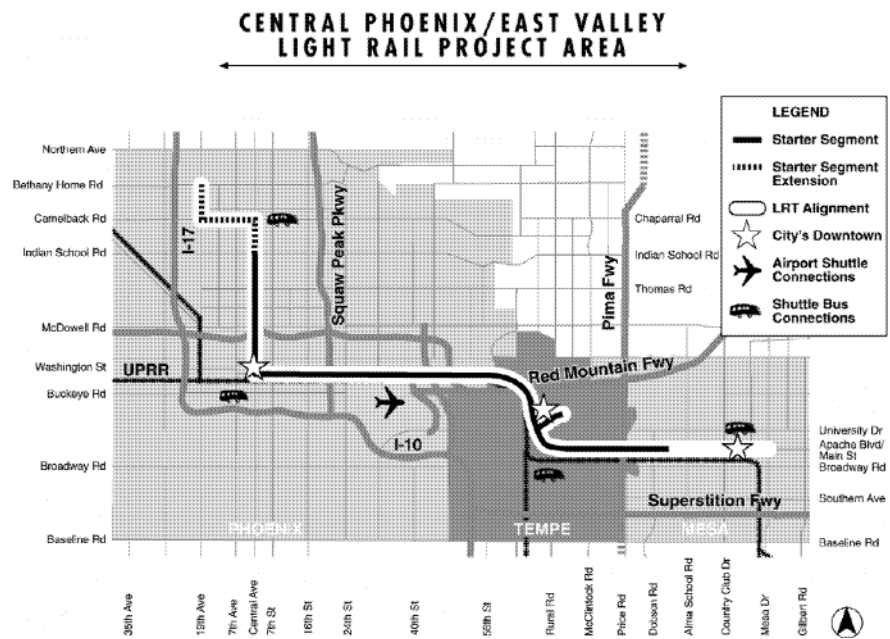 CENTRAL PHOENIX/EAST VALLEY
LIGHT RAIL PROJECT AREA
LEGEND
Starter Segment
Starter Segment
Extension
LRT Alignment
City's Downtown
Airport Shuttle
Connections
Shuttle Bus
Connections
Northern Ave
Bethany Home Rd
Camelback Rd
Indian School Rd
McDowell Rd
Washington St
Buckeye Rd
Broadway Rd
Baseline Rd
I-17
Squaw Peak Pkwy
Pima Fwy
Chaparral Rd
Indian School Rd
Thomas Rd
UPRR
Red Mountain Fwy
I-10
University Dr
Apache Blvd/
Main St
Broadway Rd
Superstition Fwy
Southern Ave
PHOENIX
TEMPE
MESA
Baseline Rd
35th Ave
19th Ave
7th Ave
Central Ave
7th St
16th St
24th St
40th St
56th St
Rural Rd
McClintock Rd
Price Rd
Dobson Rd
Alma School Rd
Country Club Dr
Mesa Dr
Gilbert Rd